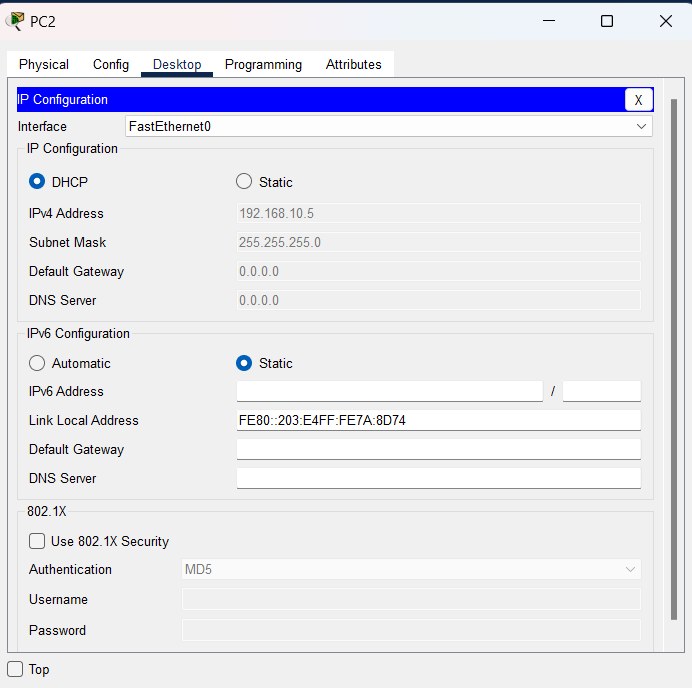 PC2
Physical Config Desktop Programming Attributes
IP Configuration X
Interface FastEthernet0
IP Configuration
DHCP Static
IPv4 Address 192.168.10.5
Subnet Mask 255.255.255.0
Default Gateway 0.0.0.0
DNS Server 0.0.0.0
IPv6 Configuration
Automatic Static
IPv6 Address /
Link Local Address FE80::203:E4FF:FE7A:8D74
Default Gateway
DNS Server
802.1X
Use 802.1X Security
Authentication MD5
Username
Password
Top